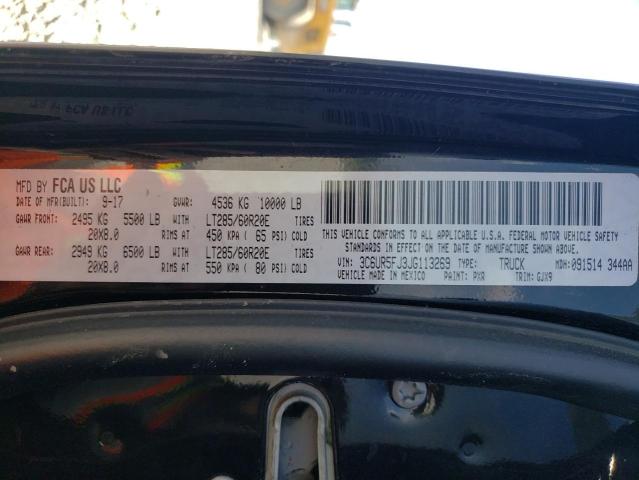 MFD BY FCA US LLC
DATE OF MFR(BUILT): 9-17 GVWR: 4536 KG 10000 LB
GAWR FRONT: 2495 KG 5500 LB WITH LT285/60R20E TIRES
20X8.0 RIMS AT 450 KPA ( 65 PSI) COLD
GAWR REAR: 2949 KG 6500 LB WITH LT285/60R20E TIRES
20X8.0 RIMS AT 550 KPA ( 80 PSI) COLD
THIS VEHICLE CONFORMS TO ALL APPLICABLE U.S.A. FEDERAL MOTOR VEHICLE SAFETY
STANDARDS IN EFFECT ON THE DATE OF MANUFACTURE SHOWN ABOVE.
VIN: 3C6UR5FJ3JG113269 TYPE: TRUCK MDH: 091514 344AA
VEHICLE MADE IN MEXICO PAINT: PXR TRIM: GJX9